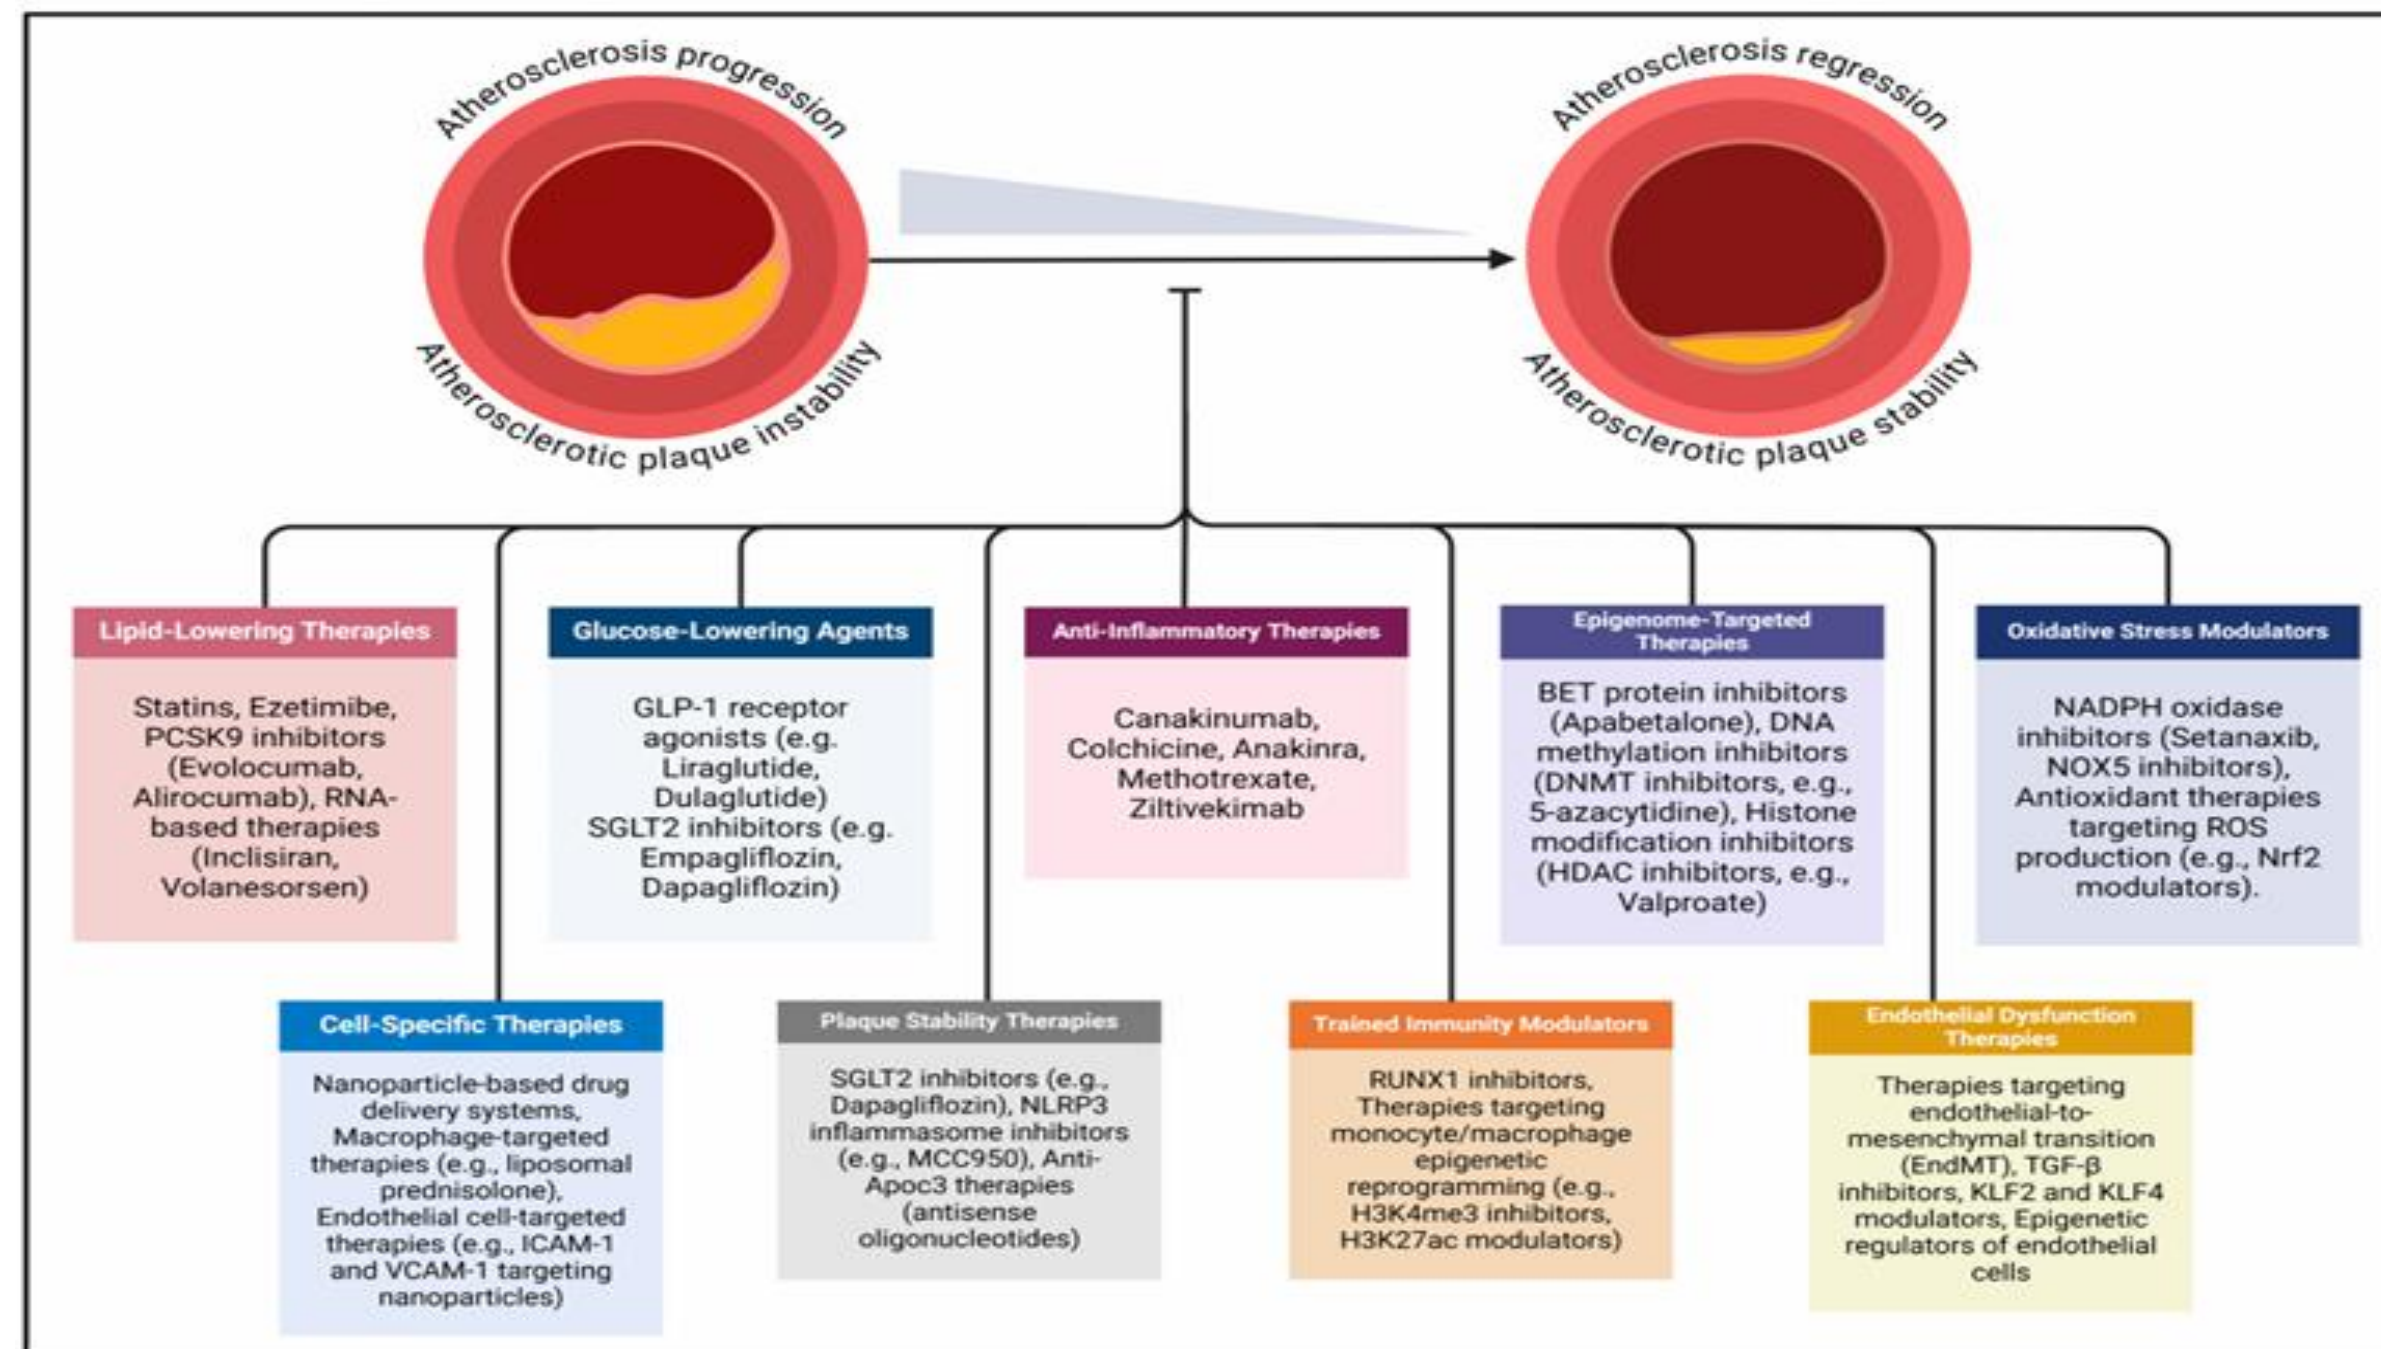 Atherosclerosis progression
Atherosclerotic plaque instability
Atherosclerosis regression
Atherosclerotic plaque stability
Lipid-Lowering Therapies
Statins, Ezetimibe,
PCSK9 inhibitors
(Evolocumab,
Alirocumab), RNA-
based therapies
(Inclisiran,
Volanesorsen)
Glucose-Lowering Agents
GLP-1 receptor
agonists (e.g.
Liraglutide,
Dulaglutide)
SGLT2 inhibitors (e.g.
Empagliflozin,
Dapagliflozin)
Anti-Inflammatory Therapies
Canakinumab,
Colchicine, Anakinra,
Methotrexate,
Ziltivekimab
Epigenome-Targeted
Therapies
BET protein inhibitors
(Apabetalone), DNA
methylation inhibitors
(DNMT inhibitors, e.g.,
5-azacytidine), Histone
modification inhibitors
(HDAC inhibitors, e.g.,
Valproate)
Oxidative Stress Modulators
NADPH oxidase
inhibitors (Setanaxib,
NOX5 inhibitors),
Antioxidant therapies
targeting ROS
production (e.g., Nrf2
modulators).
Cell-Specific Therapies
Nanoparticle-based drug
delivery systems,
Macrophage-targeted
therapies (e.g., liposomal
prednisolone),
Endothelial cell-targeted
therapies (e.g., ICAM-1
and VCAM-1 targeting
nanoparticles)
Plaque Stability Therapies
SGLT2 inhibitors (e.g.,
Dapagliflozin), NLRP3
inflammasome inhibitors
(e.g., MCC950), Anti-
Apoc3 therapies
(antisense
oligonucleotides)
Trained Immunity Modulators
RUNX1 inhibitors,
Therapies targeting
monocyte/macrophage
epigenetic
reprogramming (e.g.,
H3K4me3 inhibitors,
H3K27ac modulators)
Endothelial Dysfunction
Therapies
Therapies targeting
endothelial-to-
mesenchymal transition
(EndMT), TGF-β
inhibitors, KLF2 and KLF4
modulators, Epigenetic
regulators of endothelial
cells